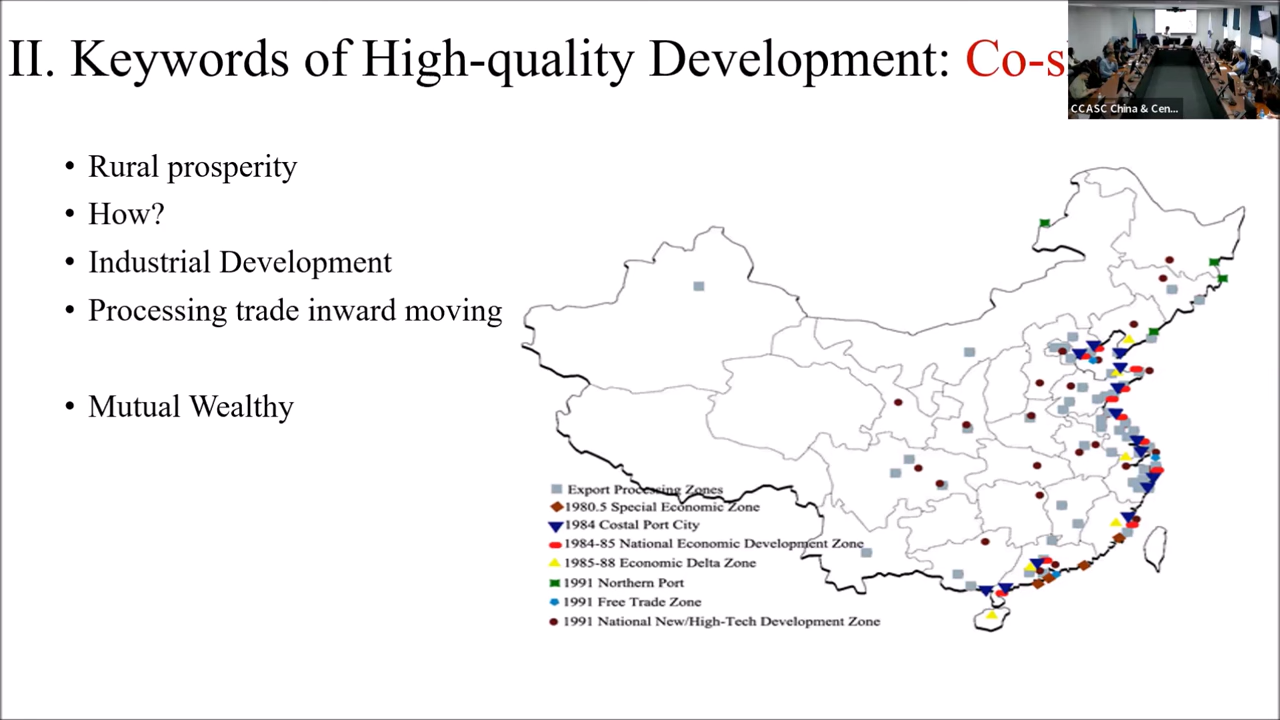 II. Keywords of High-quality Development: Co-s
CCASC China & Cen...
• Rural prosperity
• How?
• Industrial Development
• Processing trade inward moving
• Mutual Wealthy
Export Processing Zones
1980.5 Special Economic Zone
1984 Costal Port City
1984-85 National Economic Development Zone
1985-88 Economic Delta Zone
1991 Northern Port
1991 Free Trade Zone
1991 National New/High-Tech Development Zone